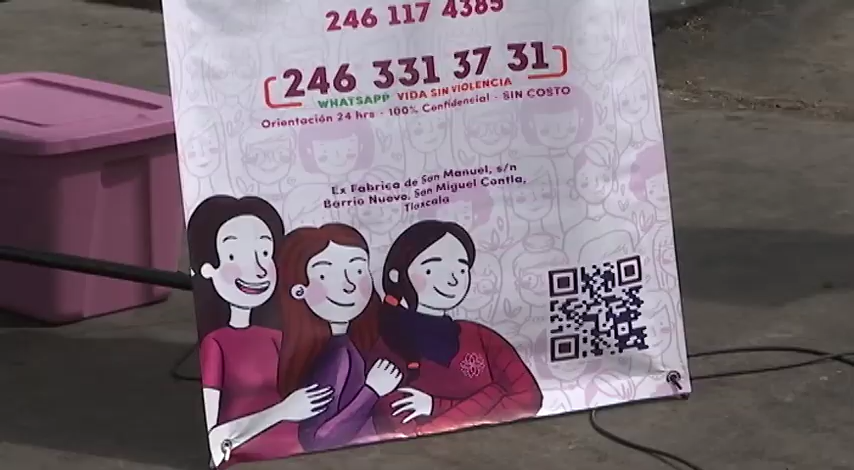 246 117 4385
246 331 37 31
WHATSAPP VIDA SIN VIOLENCIA
Orientación 24 hrs - 100% Confidencial - SIN COSTO
Ex Fabrica de San Manuel, s/n
Barrio Nuevo, San Miguel Contla,
Tlaxcala